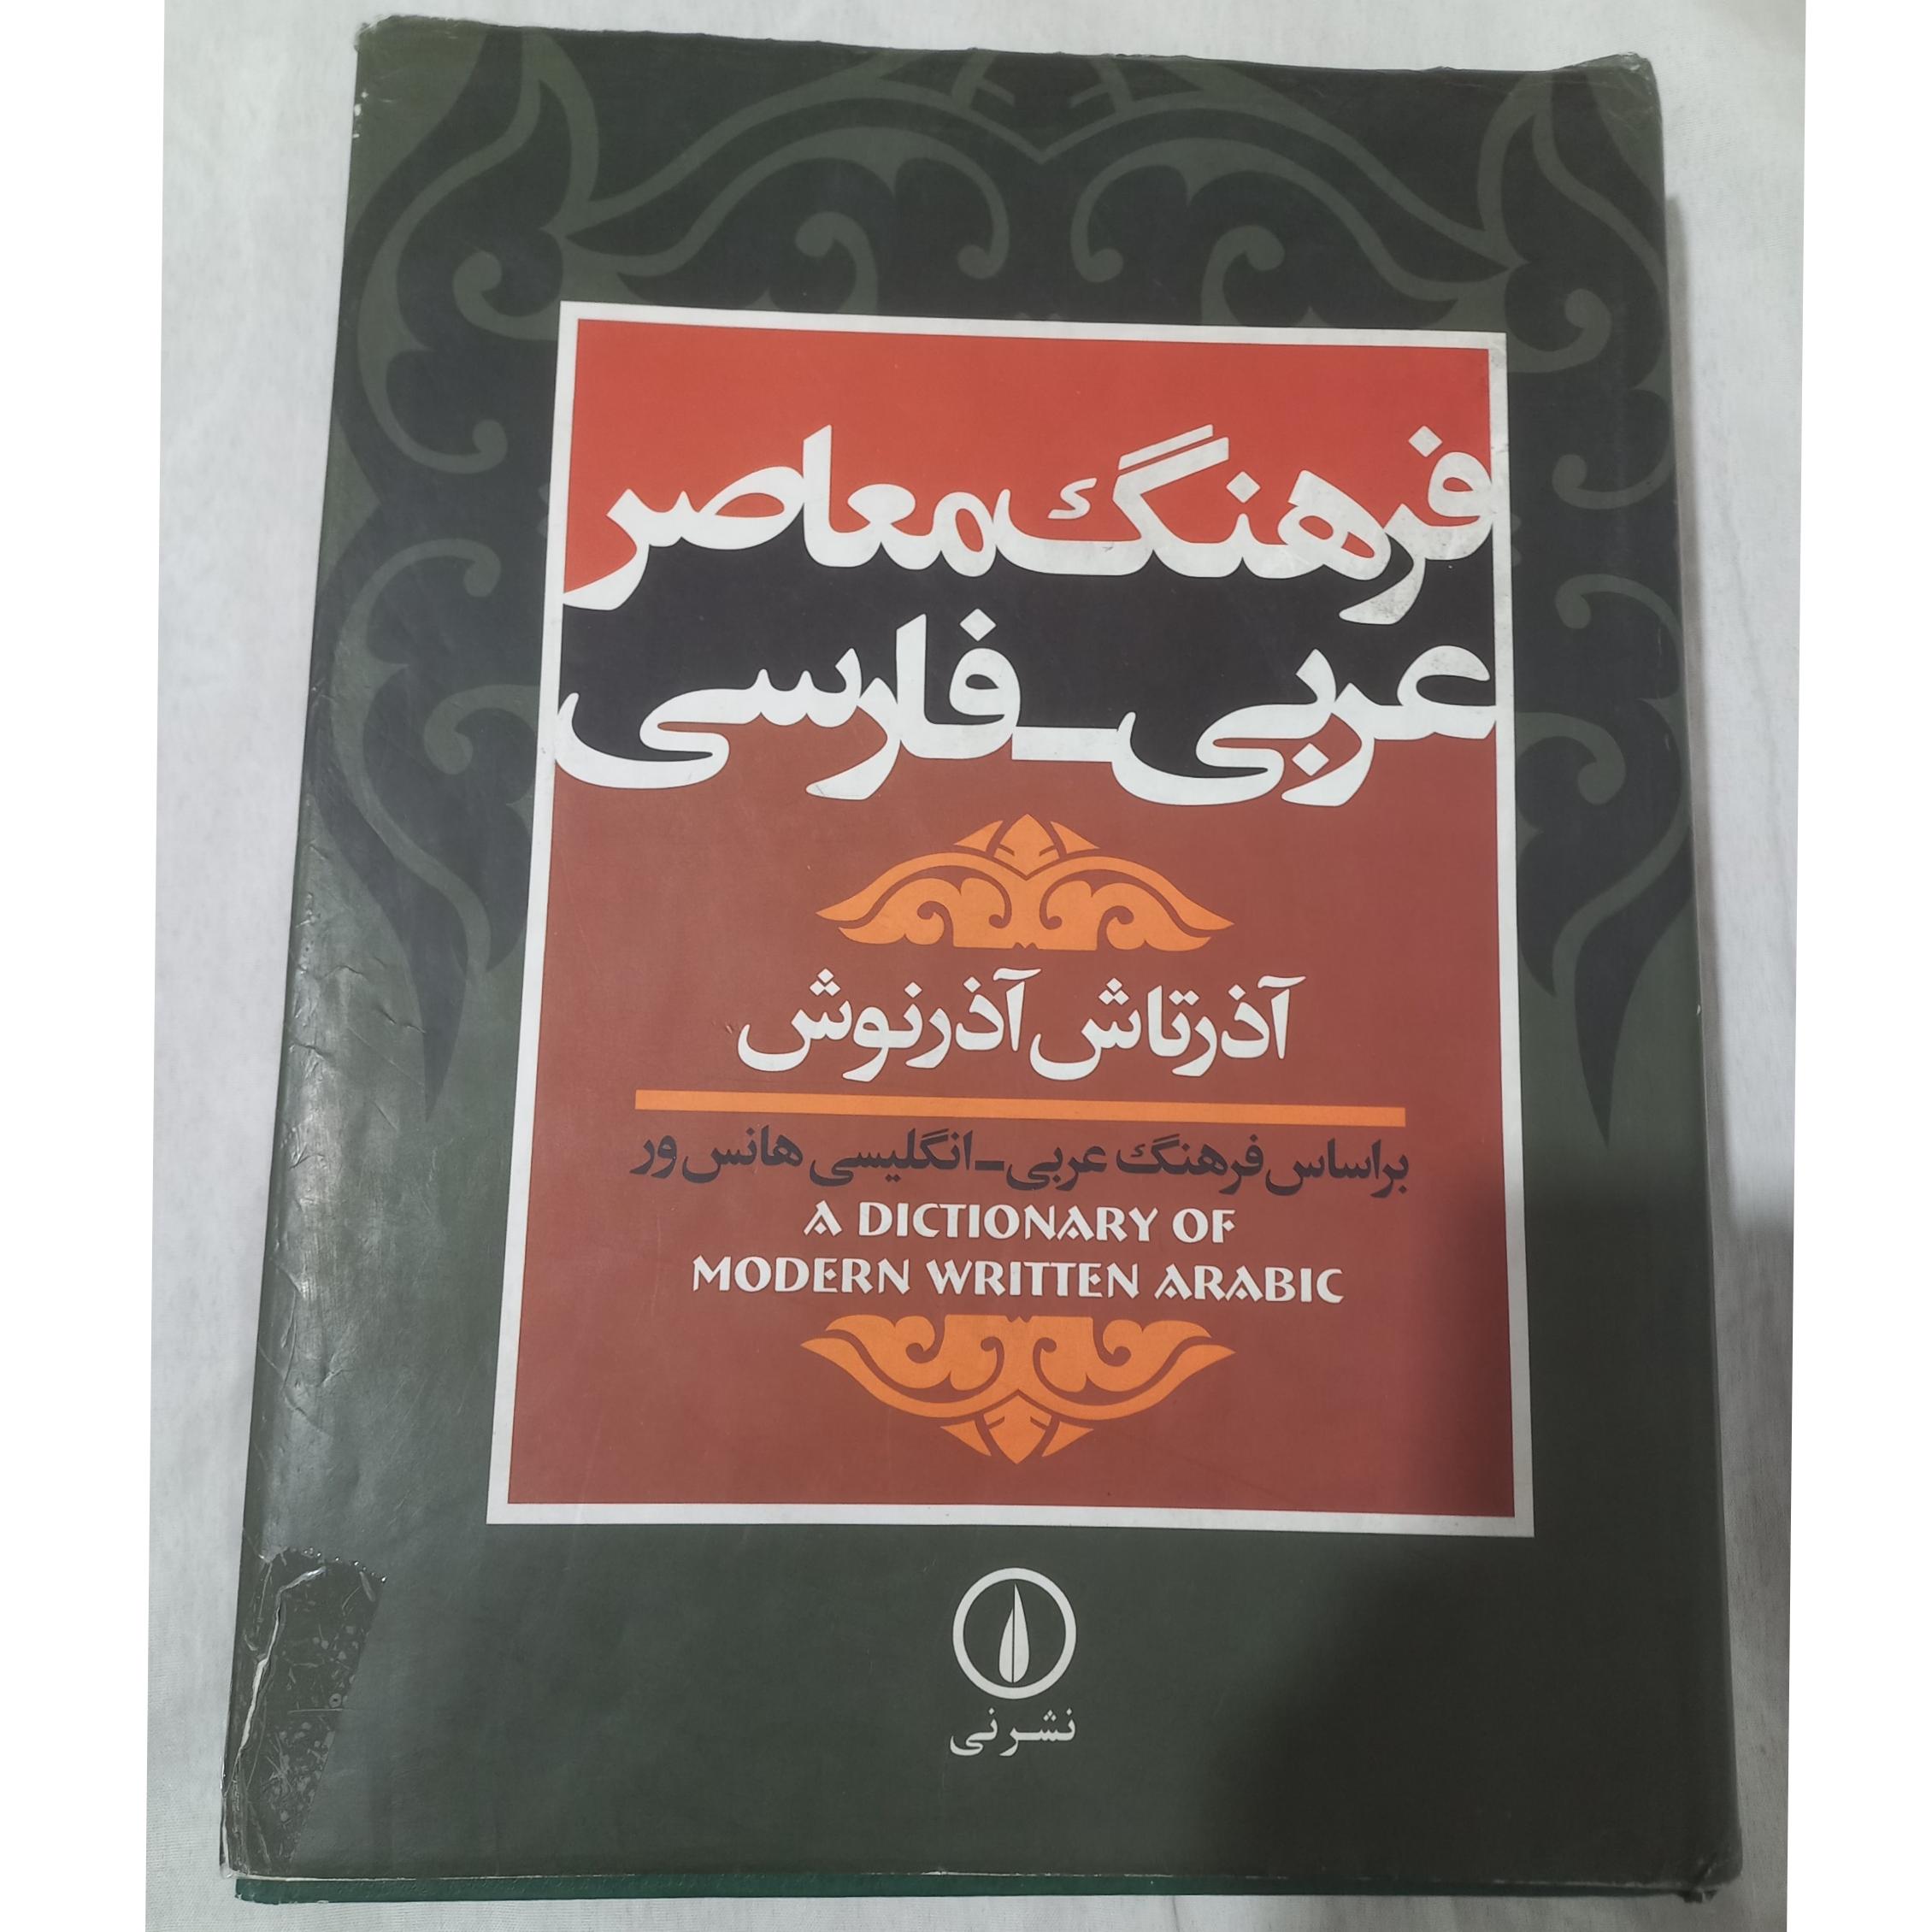 فرهنگ معاصر
عربی ـ فارسی
آذرتاش آذرنوش
براساس فرهنگ عربی ـ انگلیسی هانس ور
A DICTIONARY OF
MODERN WRITTEN ARABIC
نشر نی